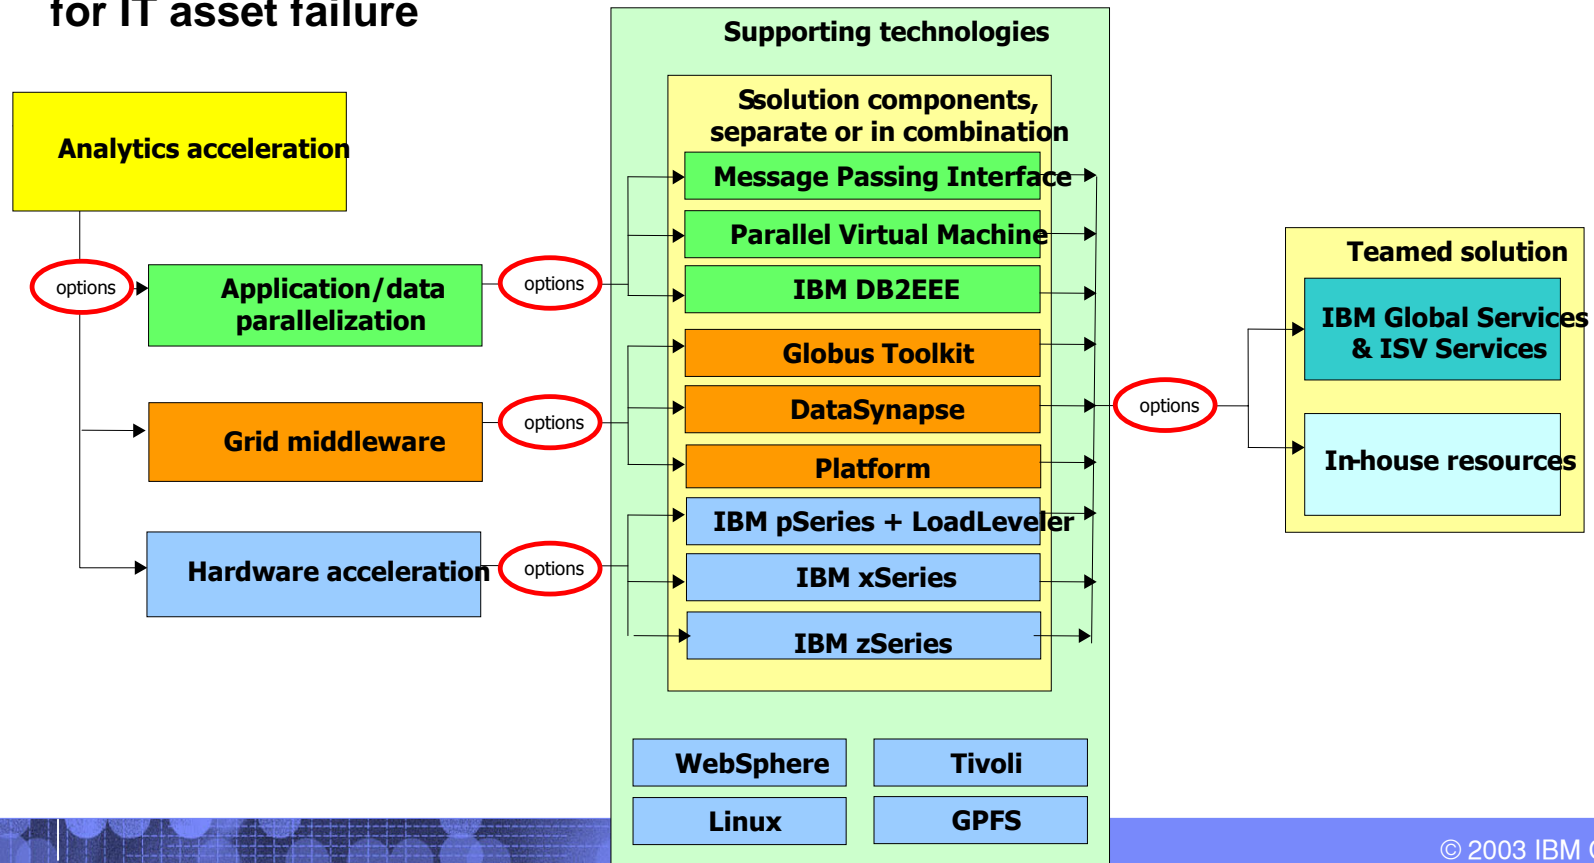 for IT asset failure
Supporting technologies
Ssolution components,
separate or in combination
Analytics acceleration
Message Passing Interface
Parallel Virtual Machine
IBM DB2EEE
options
Application/data
parallelization
options
Globus Toolkit
DataSynapse
Platform
Grid middleware
options
IBM pSeries + LoadLeveler
IBM xSeries
IBM zSeries
Hardware acceleration
options
options
Teamed solution
IBM Global Services
& ISV Services
In-house resources
WebSphere
Tivoli
Linux
GPFS
© 2003 IBM